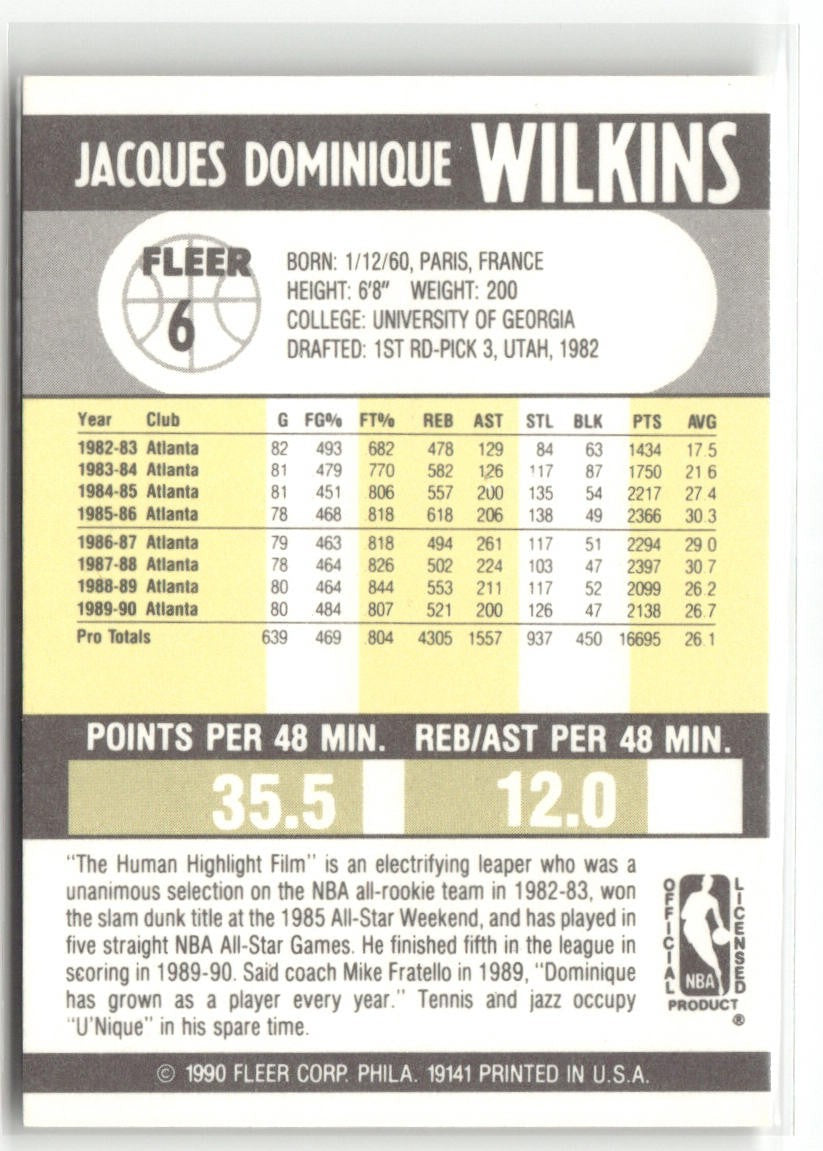 JACQUES DOMINIQUE WILKINS
FLEER
6
BORN: 1/12/60, PARIS, FRANCE
HEIGHT: 6'8" WEIGHT: 200
COLLEGE: UNIVERSITY OF GEORGIA
DRAFTED: 1ST RD-PICK 3, UTAH, 1982
Year Club G FG% FT% REB AST STL BLK PTS AVG
1982-83 Atlanta 82 493 682 478 129 84 63 1434 17.5
1983-84 Atlanta 81 .479 770 582 126 117 87 1750 21 6
1984-85 Atlanta 81 .451 806 557 200 135 54 2217 27.4
1985-86 Atlanta 78 .468 .818 618 206 138 49 2366 30.3
1986-87 Atlanta 79 .463 818 494 261 117 51 2294 29 0
1987-88 Atlanta 78 .464 .826 502 224 103 47 2397 30.7
1988-89 Atlanta 80 .464 .844 553 211 117 52 2099 26.2
1989-90 Atlanta 80 .484 .807 521 200 126 47 2138 26.7
Pro Totals 639 .469 .804 4305 1557 937 450 16695 26.1
POINTS PER 48 MIN. REB/AST PER 48 MIN.
35.5 12.0
"The Human Highlight Film" is an electrifying leaper who was a
unanimous selection on the NBA all-rookie team in 1982-83, won
the slam dunk title at the 1985 All-Star Weekend, and has played in
five straight NBA All-Star Games. He finished fifth in the league in
scoring in 1989-90. Said coach Mike Fratello in 1989, "Dominique
has grown as a player every year." Tennis and jazz occupy
"U'Nique" in his spare time.
OFFICIAL LICENSED
NBA
PRODUCT
®
© 1990 FLEER CORP. PHILA. 19141 PRINTED IN U.S.A.